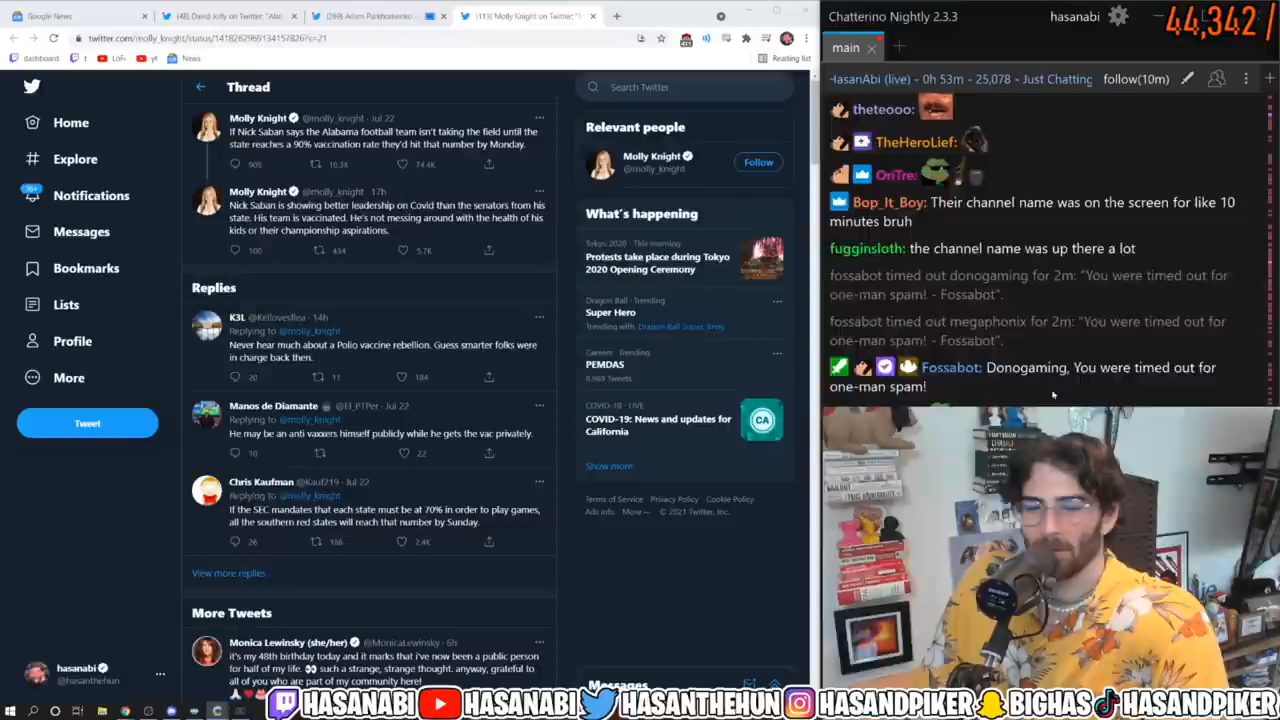 Google News
(48) David Jolly on Twitter: "Alab
(269) Adam Parkhomenko
(119) Molly Knight on Twitter: "
twitter.com/molly_knight/status/1418262969134157826?s=21
dashboard
t
LoFi
yt
News
Reading list
Thread
Molly Knight @molly_knight · Jul 22
If Nick Saban says the Alabama football team isn't taking the field until the
state reaches a 90% vaccination rate they'd hit that number by Monday.
909 10.3K 74.4K
Molly Knight @molly_knight · 17h
Nick Saban is showing better leadership on Covid than the senators from his
state. His team is vaccinated. He's not messing around with the health of his
kids or their championship aspirations.
100 434 5.7K
Replies
K3L @Kellovesllsa · 14h
Replying to @molly_knight
Never hear much about a Polio vaccine rebellion. Guess smarter folks were
in charge back then.
20 11 184
Manos de Diamante @El_PTPer · Jul 22
Replying to @molly_knight
He may be an anti vaxxers himself publicly while he gets the vac privately.
10 22
Chris Kaufman @Kauf219 · Jul 22
Replying to @molly_knight
If the SEC mandates that each state must be at 70% in order to play games,
all the southern red states will reach that number by Sunday.
26 186 2.4K
View more replies
More Tweets
Monica Lewinsky (she/her) @MonicaLewinsky · 6h
it's my 48th birthday today and it marks that i've now been a public person
for half of my life. 👀 such a strange, strange thought. anyway, grateful to
all of you who are part of my community here!
Home
Explore
Notifications
Messages
Bookmarks
Lists
Profile
More
Tweet
hasanabi
@hasanthehun
Search Twitter
Relevant people
Molly Knight
@molly_knight
Follow
What's happening
Tokyo 2020 · This morning
Protests take place during Tokyo
2020 Opening Ceremony
Dragon Ball · Trending
Super Hero
Trending with Dragon Ball Super, Broly
Careers · Trending
PEMDAS
8,969 Tweets
COVID-19 · LIVE
COVID-19: News and updates for
California
Show more
Terms of Service Privacy Policy Cookie Policy
Ads info More ··· © 2021 Twitter, Inc.
Messages
Chatterino Nightly 2.3.3
hasanabi
44,342 /
main
HasanAbi (live) - 0h 53m - 25,078 - Just Chatting
follow(10m)
theteooo:
TheHeroLief:
OriTre:
Bop_It_Boy: Their channel name was on the screen for like 10
minutes bruh
fugginsloth: the channel name was up there a lot
fossabot timed out donogaming for 2m: "You were timed out for
one-man spam! - Fossabot".
fossabot timed out megaphonix for 2m: "You were timed out for
one-man spam! - Fossabot".
Fossabot: Donogaming, You were timed out for
one-man spam!
HASANABI HASANABI HASANTHEHUN HASANDPIKER BIGHAS HASANDPIKER